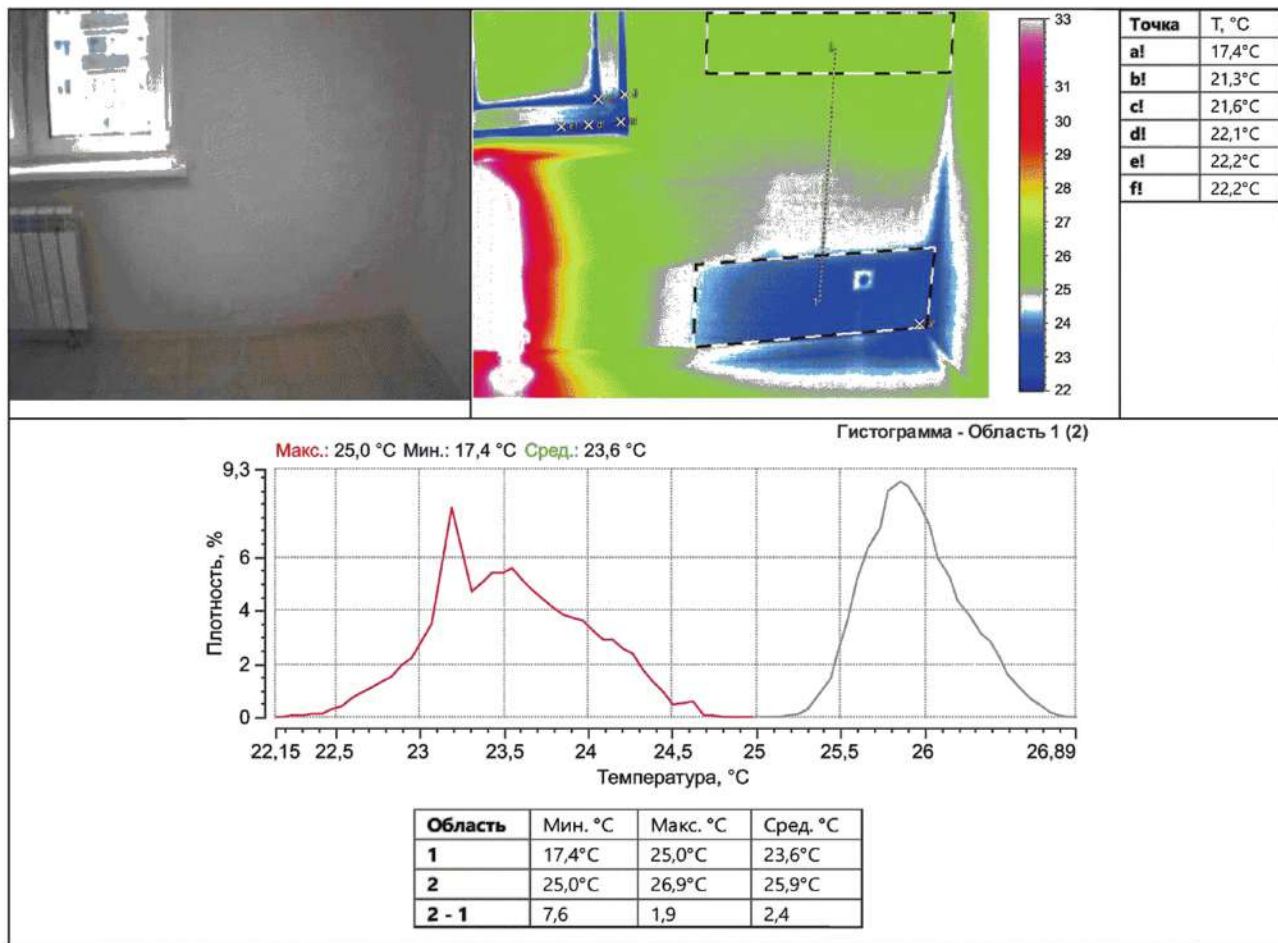 33
31
30
29
28
27
26
25
24
23
22
Точка T, °C
a! 17,4°C
b! 21,3°C
c! 21,6°C
d! 22,1°C
e! 22,2°C
f! 22,2°C
Гистограмма - Область 1 (2)
Макс.: 25,0 °C Мин.: 17,4 °C Сред.: 23,6 °C
9,3
6
4
2
0
Плотность, %
22,15 22,5 23 23,5 24 24,5 25 25,5 26 26,89
Температура, °C
Область Мин. °C Макс. °C Сред. °C
1 17,4°C 25,0°C 23,6°C
2 25,0°C 26,9°C 25,9°C
2 - 1 7,6 1,9 2,4